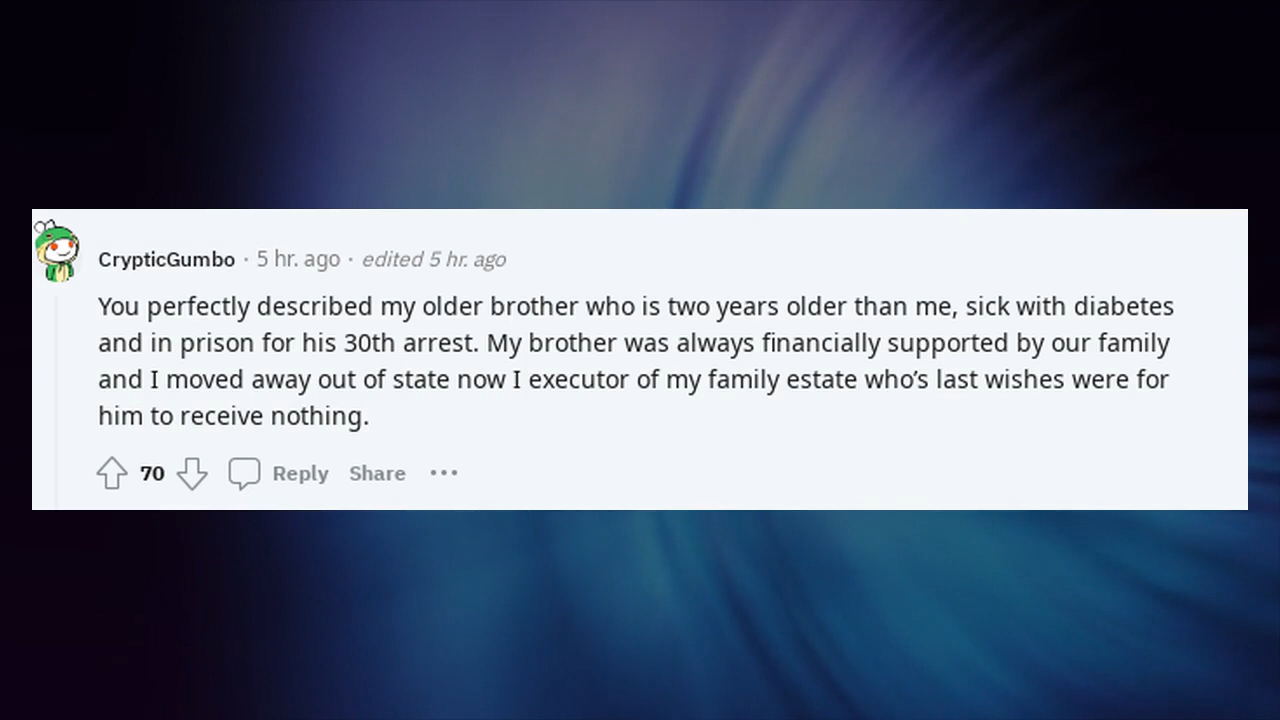 CrypticGumbo · 5 hr. ago · edited 5 hr. ago
You perfectly described my older brother who is two years older than me, sick with diabetes
and in prison for his 30th arrest. My brother was always financially supported by our family
and I moved away out of state now I executor of my family estate who’s last wishes were for
him to receive nothing.
70 Reply Share ···